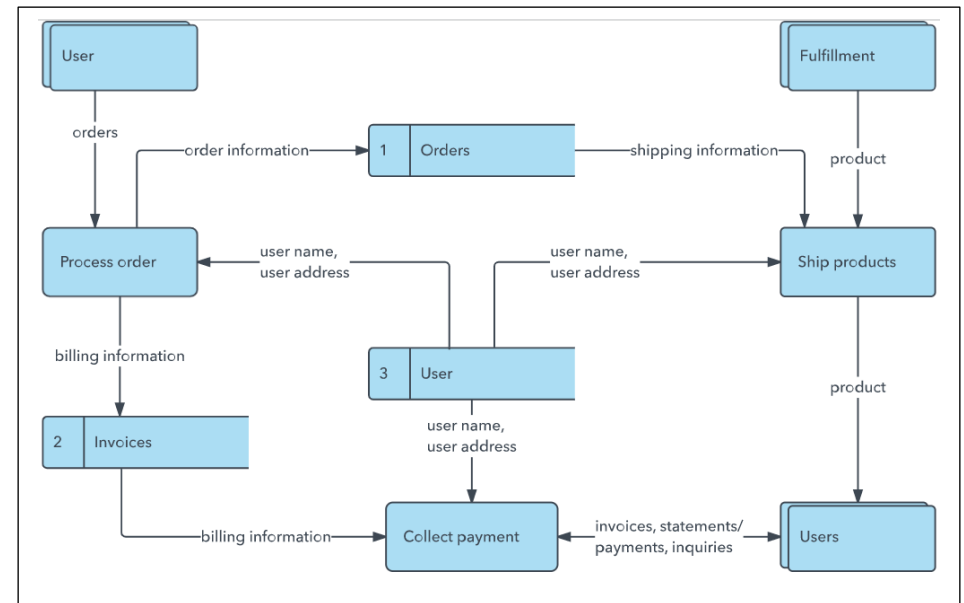 User
Fulfillment
orders
order information
1 Orders
shipping information
product
Process order
user name,
user address
user name,
user address
Ship products
billing information
3 User
product
2 Invoices
user name,
user address
billing information
Collect payment
invoices, statements/
payments, inquiries
Users